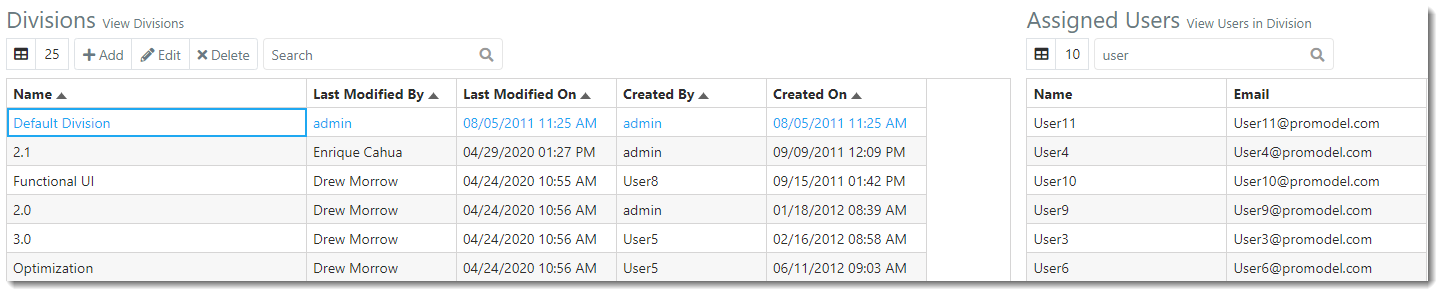 Divisions View Divisions
25 Add Edit Delete Search
Name Last Modified By Last Modified On Created By Created On
Default Division admin 08/05/2011 11:25 AM admin 08/05/2011 11:25 AM
2.1 Enrique Cahua 04/29/2020 01:27 PM admin 09/09/2011 12:09 PM
Functional UI Drew Morrow 04/24/2020 10:55 AM User8 09/15/2011 01:42 PM
2.0 Drew Morrow 04/24/2020 10:56 AM admin 01/18/2012 08:39 AM
3.0 Drew Morrow 04/24/2020 10:56 AM User5 02/16/2012 08:58 AM
Optimization Drew Morrow 04/24/2020 10:56 AM User5 06/11/2012 09:03 AM
Assigned Users View Users in Division
10 user
Name Email
User11 User11@promodel.com
User4 User4@promodel.com
User10 User10@promodel.com
User9 User9@promodel.com
User3 User3@promodel.com
User6 User6@promodel.com